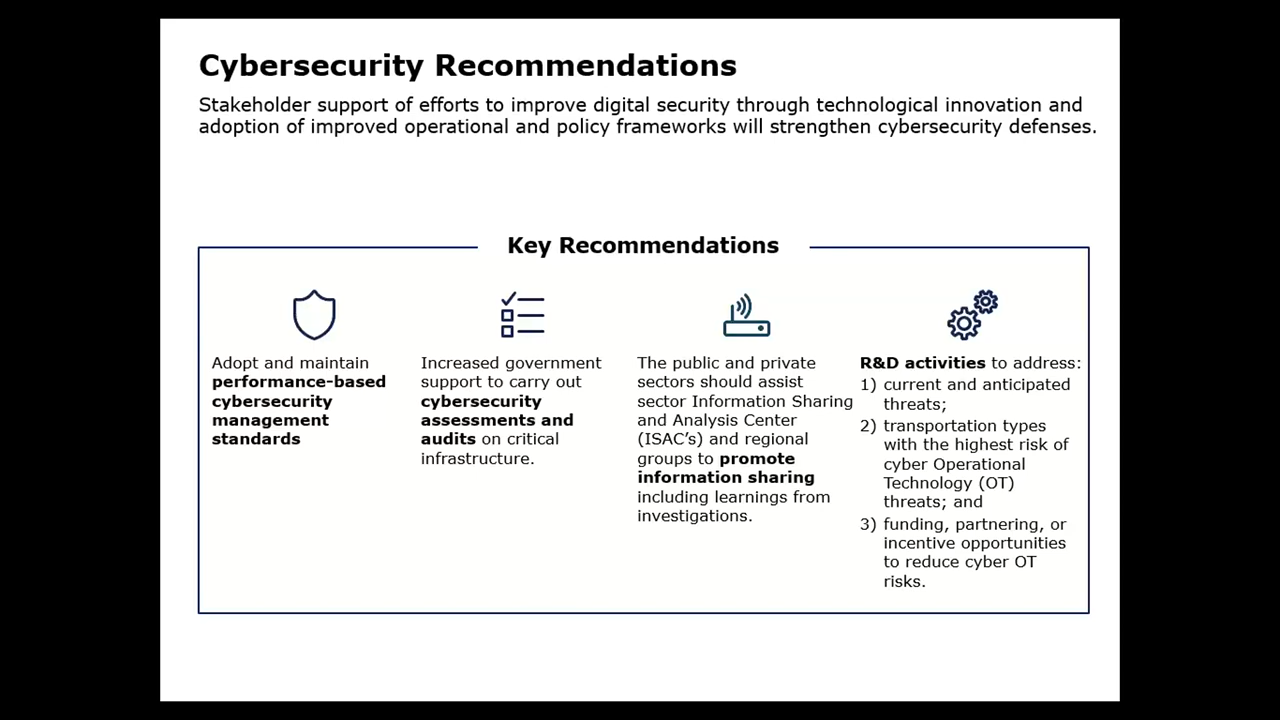 Cybersecurity Recommendations
Stakeholder support of efforts to improve digital security through technological innovation and
adoption of improved operational and policy frameworks will strengthen cybersecurity defenses.
Key Recommendations
Adopt and maintain
performance-based
cybersecurity
management
standards
Increased government
support to carry out
cybersecurity
assessments and
audits on critical
infrastructure.
The public and private
sectors should assist
sector Information Sharing
and Analysis Center
(ISAC’s) and regional
groups to promote
information sharing
including learnings from
investigations.
R&D activities to address:
1) current and anticipated
threats;
2) transportation types
with the highest risk of
cyber Operational
Technology (OT)
threats; and
3) funding, partnering, or
incentive opportunities
to reduce cyber OT
risks.